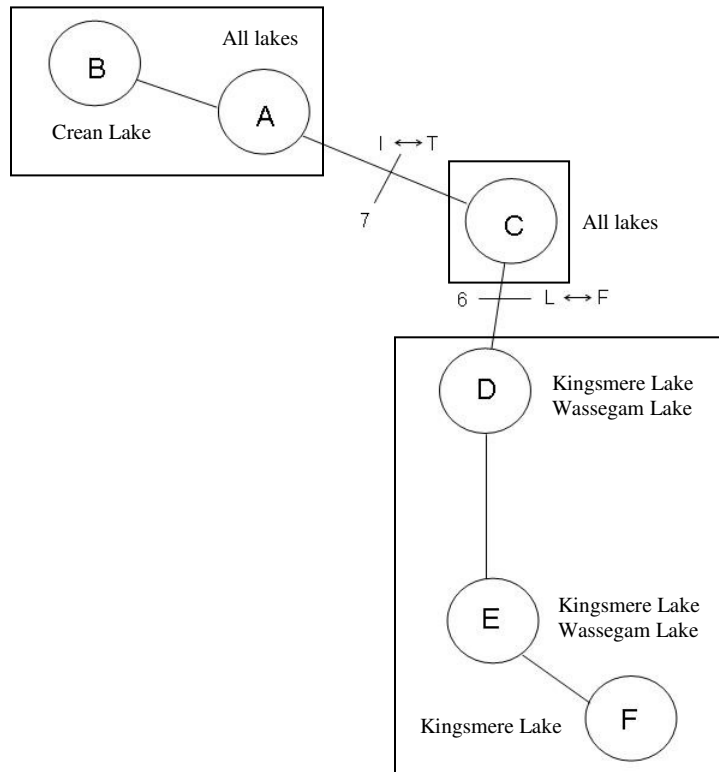 All lakes
B
A
Crean Lake
I ↔ T
7
C
All lakes
6
L ↔ F
D
Kingsmere Lake
Wassegam Lake
E
Kingsmere Lake
Wassegam Lake
Kingsmere Lake
F